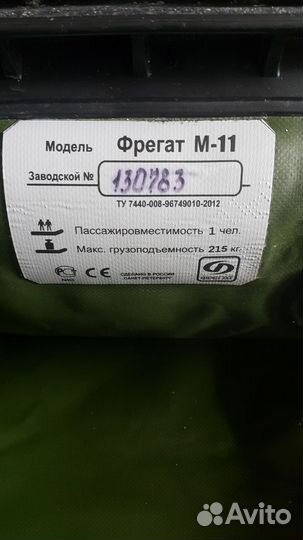 Модель Фрегат М-11
Заводской № 130783
ТУ 7440-008-96749010-2012
Пассажировместимость 1 чел.
Макс. грузоподъемность 215 кг.
СДЕЛАНО В РОССИИ
САНКТ-ПЕТЕРБУРГ
CE
ФРЕГАТ
Avito